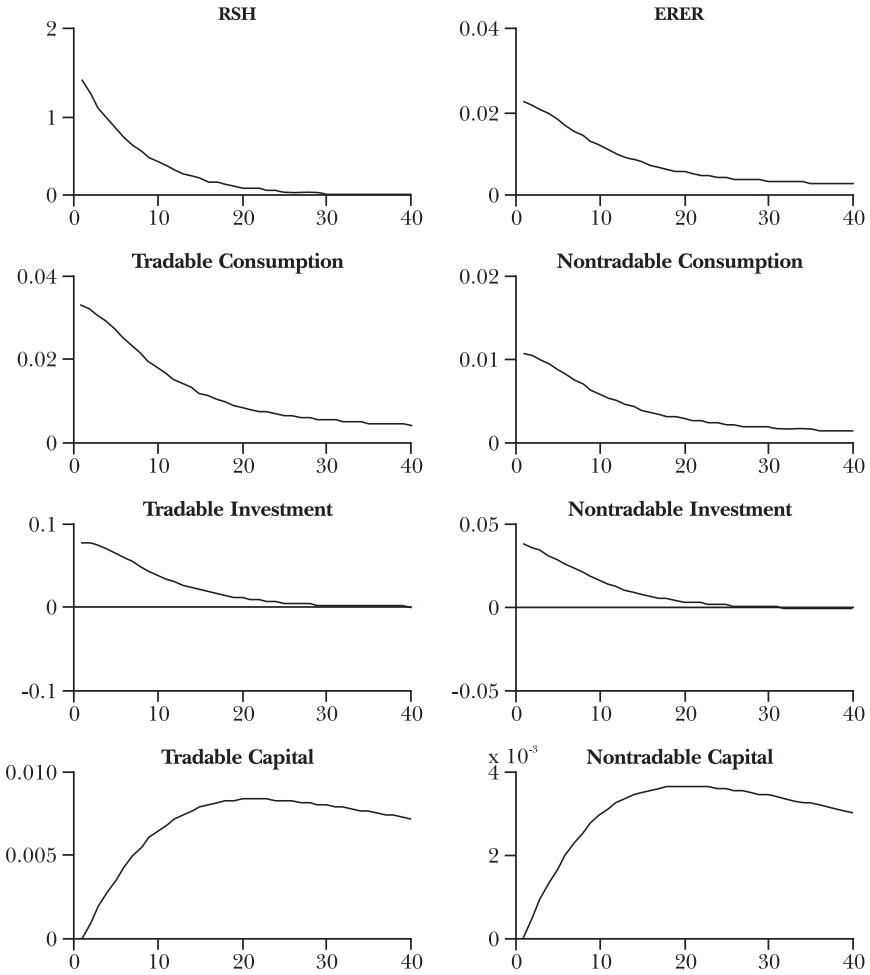 RSH
2
1
0
0 10 20 30 40
ERER
0.04
0.02
0
0 10 20 30 40
Tradable Consumption
0.04
0.02
0
0 10 20 30 40
Nontradable Consumption
0.02
0.01
0
0 10 20 30 40
Tradable Investment
0.1
0
-0.1
0 10 20 30 40
Nontradable Investment
0.05
0
-0.05
0 10 20 30 40
Tradable Capital
0.010
0.005
0
0 10 20 30 40
Nontradable Capital
x 10⁻³
4
2
0
0 10 20 30 40